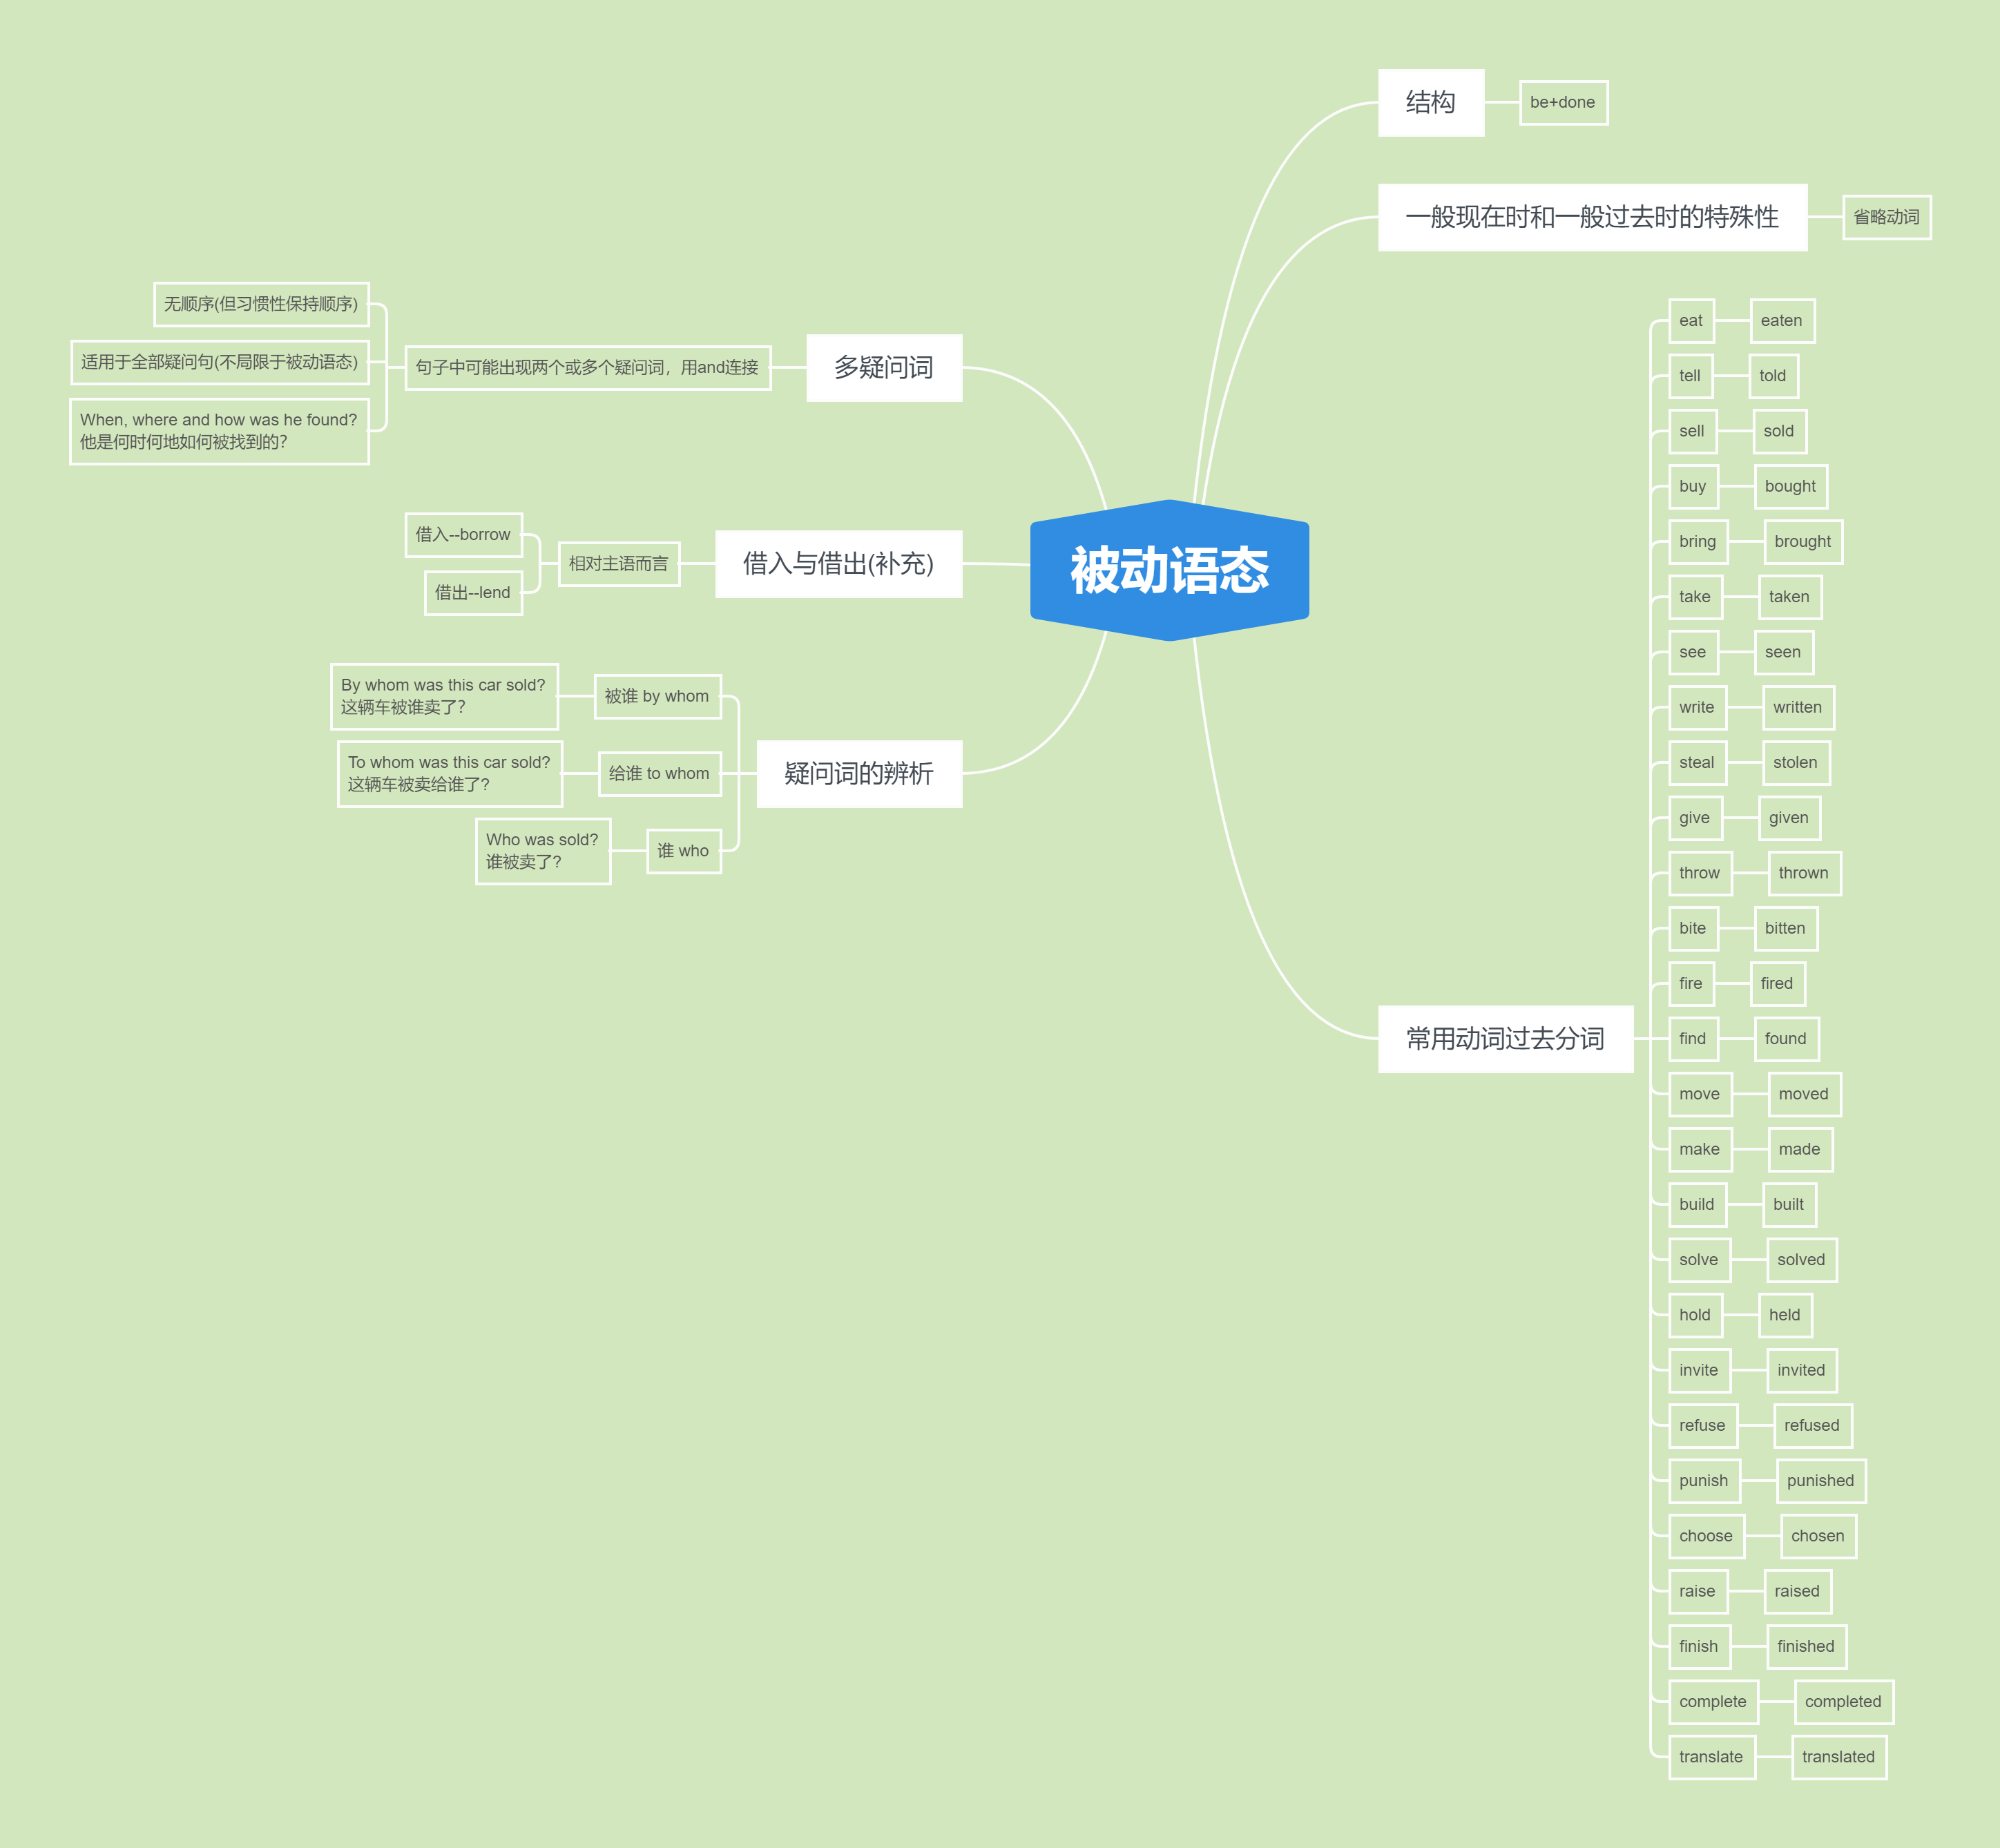 被动语态
结构
be+done
一般现在时和一般过去时的特殊性
省略动词
常用动词过去分词
eat
eaten
tell
told
sell
sold
buy
bought
bring
brought
take
taken
see
seen
write
written
steal
stolen
give
given
throw
thrown
bite
bitten
fire
fired
find
found
move
moved
make
made
build
built
solve
solved
hold
held
invite
invited
refuse
refused
punish
punished
choose
chosen
raise
raised
finish
finished
complete
completed
translate
translated
多疑问词
句子中可能出现两个或多个疑问词，用and连接
无顺序(但习惯性保持顺序)
适用于全部疑问句(不局限于被动语态)
When, where and how was he found?
他是何时何地如何被找到的?
借入与借出(补充)
相对主语而言
借入--borrow
借出--lend
疑问词的辨析
被谁 by whom
By whom was this car sold?
这辆车被谁卖了?
给谁 to whom
To whom was this car sold?
这辆车被卖给谁了?
谁 who
Who was sold?
谁被卖了?